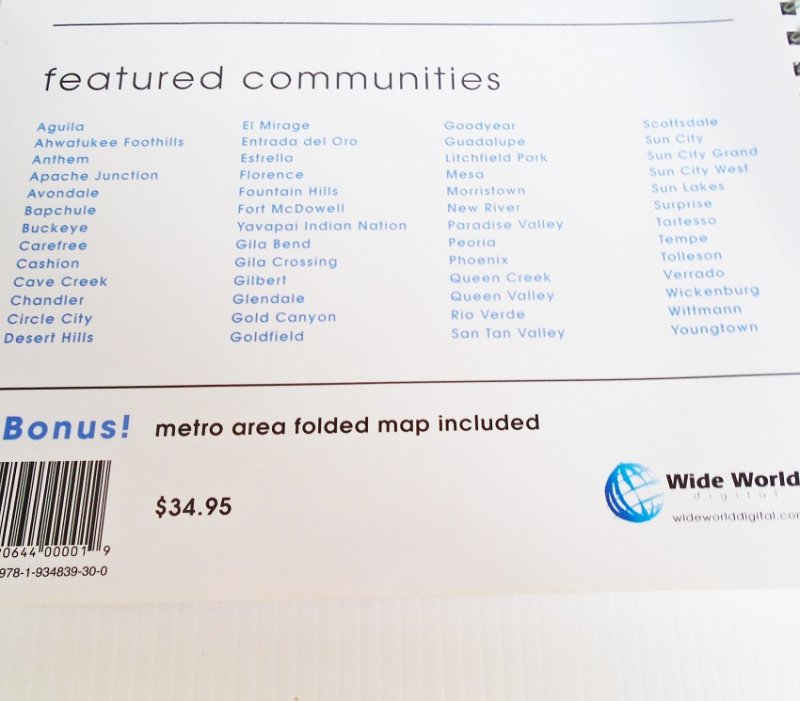 featured communities
Aguila
Ahwatukee Foothills
Anthem
Apache Junction
Avondale
Bapchule
Buckeye
Carefree
Cashion
Cave Creek
Chandler
Circle City
Desert Hills
El Mirage
Entrada del Oro
Estrella
Florence
Fountain Hills
Fort McDowell
Yavapai Indian Nation
Gila Bend
Gila Crossing
Gilbert
Glendale
Gold Canyon
Goldfield
Goodyear
Guadalupe
Litchfield Park
Mesa
Morristown
New River
Paradise Valley
Peoria
Phoenix
Queen Creek
Queen Valley
Rio Verde
San Tan Valley
Scottsdale
Sun City
Sun City Grand
Sun City West
Sun Lakes
Surprise
Tartesso
Tempe
Tolleson
Verrado
Wickenburg
Wittmann
Youngtown
Bonus! metro area folded map included
$34.95
Wide World
digital
wideworlddigital.com
0644 00001 9
978-1-934839-30-0